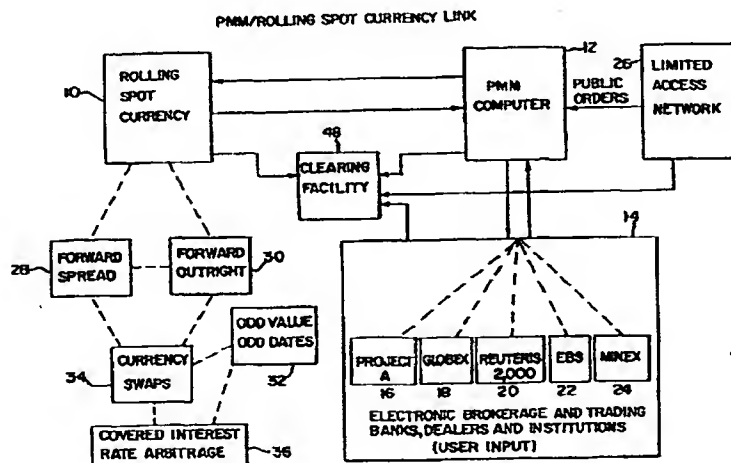 PMM/ROLLING SPOT CURRENCY LINK
10
ROLLING
SPOT
CURRENCY
12
PMM
COMPUTER
PUBLIC
ORDERS
26
LIMITED
ACCESS
NETWORK
48
CLEARING
FACILITY
14
28
FORWARD
SPREAD
FORWARD
OUTRIGHT
30
34
CURRENCY
SWAPS
ODD VALUE
ODD DATES
32
COVERED INTEREST
RATE ARBITRAGE
36
PROJECT
A
16
GLOBEX
18
REUTERIS
2,000
20
EBS
22
MINEX
24
ELECTRONIC BROKERAGE AND TRADING
BANKS, DEALERS AND INSTITUTIONS
(USER INPUT)